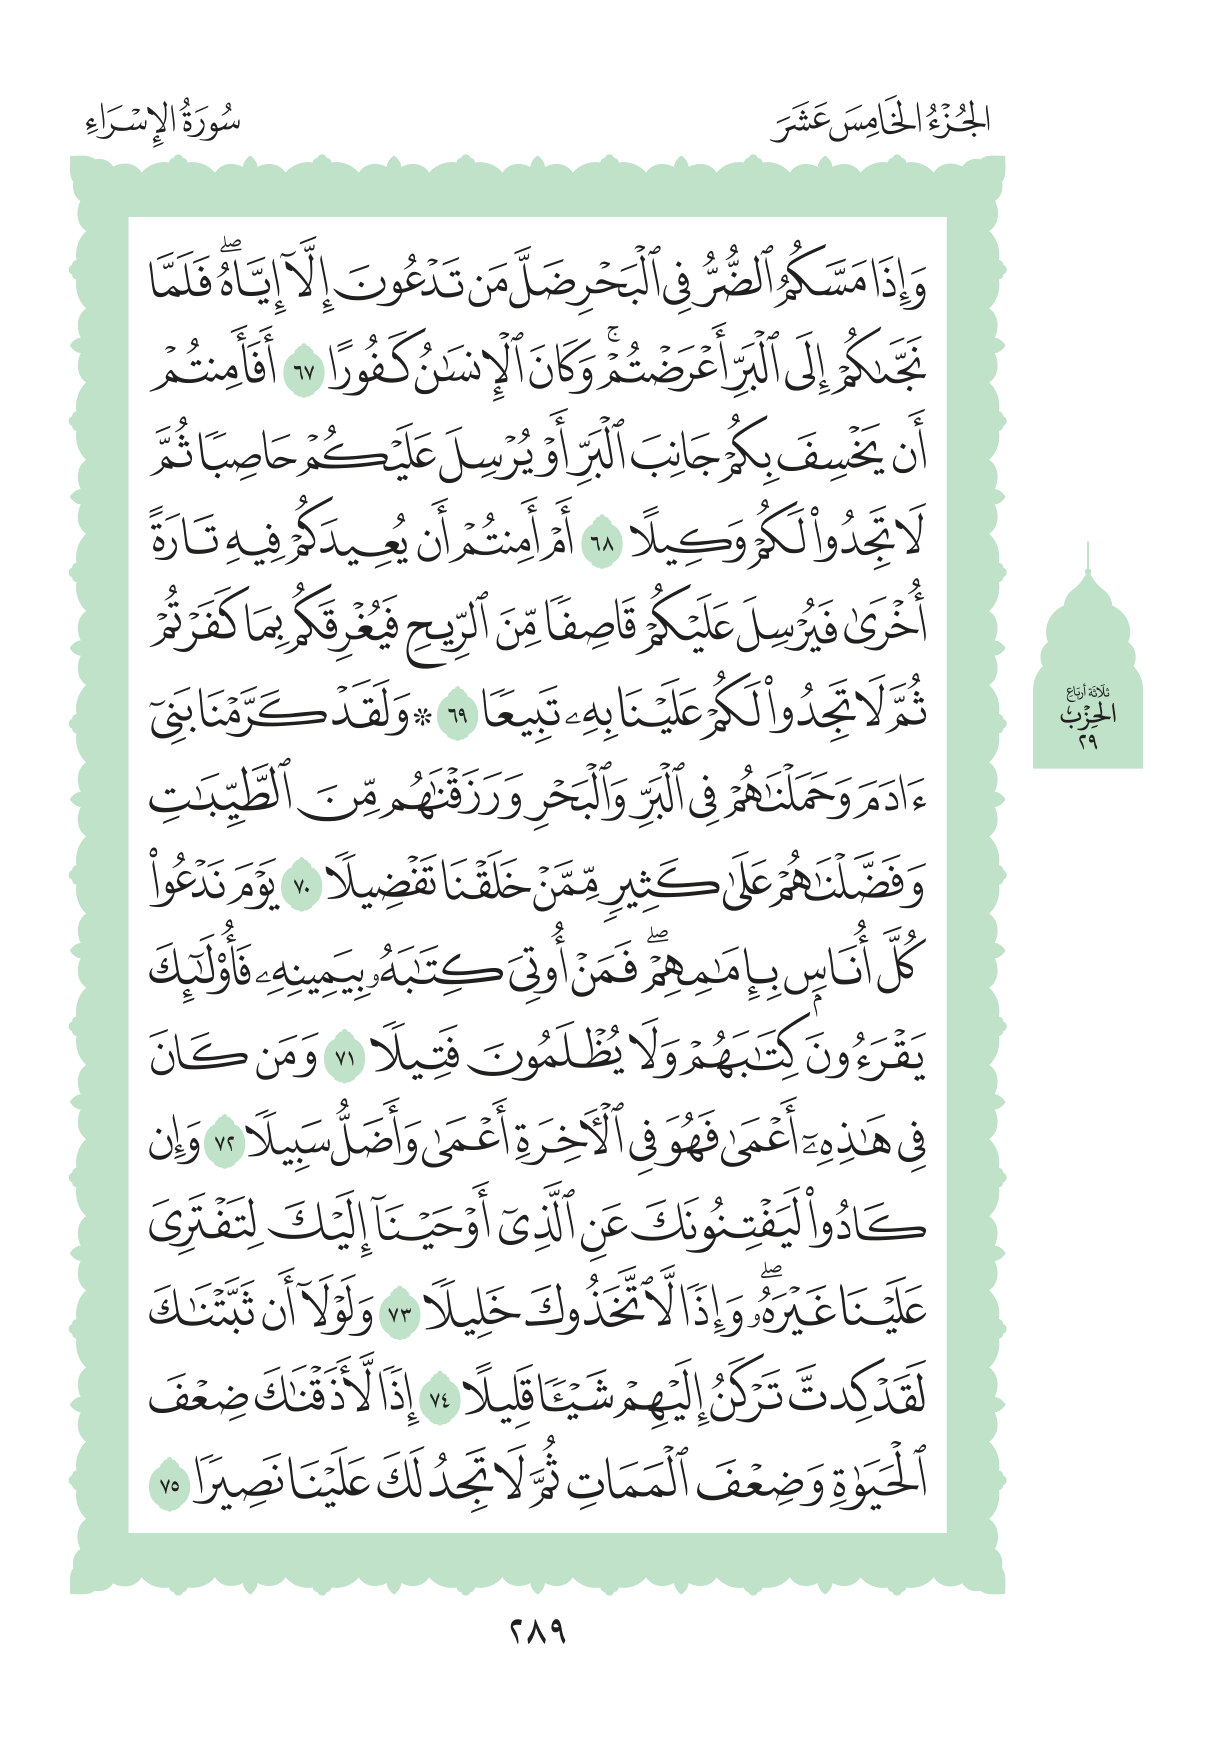 الجُزْءُ الخَامِسَ عَشَرَ
سُورَةُ الإِسْرَاءِ
وَإِذَا مَسَّكُمُ ٱلضُّرُّ فِى ٱلْبَحْرِ ضَلَّ مَن تَدْعُونَ إِلَّآ إِيَّاهُ ۖ فَلَمَّا
نَجَّىٰكُمْ إِلَى ٱلْبَرِّ أَعْرَضْتُمْ ۚ وَكَانَ ٱلْإِنسَٰنُ كَفُورًا ٦٧ أَفَأَمِنتُمْ
أَن يَخْسِفَ بِكُمْ جَانِبَ ٱلْبَرِّ أَوْ يُرْسِلَ عَلَيْكُمْ حَاصِبًا ثُمَّ
لَا تَجِدُوا۟ لَكُمْ وَكِيلًا ٦٨ أَمْ أَمِنتُمْ أَن يُعِيدَكُمْ فِيهِ تَارَةً
أُخْرَىٰ فَيُرْسِلَ عَلَيْكُمْ قَاصِفًا مِّنَ ٱلرِّيحِ فَيُغْرِقَكُم بِمَا كَفَرْتُمْ
ثُمَّ لَا تَجِدُوا۟ لَكُمْ عَلَيْنَا بِهِۦ تَبِيعًا ٦٩ ۞ وَلَقَدْ كَرَّمْنَا بَنِىٓ
ءَادَمَ وَحَمَلْنَٰهُمْ فِى ٱلْبَرِّ وَٱلْبَحْرِ وَرَزَقْنَٰهُم مِّنَ ٱلطَّيِّبَٰتِ
وَفَضَّلْنَٰهُمْ عَلَىٰ كَثِيرٍ مِّمَّنْ خَلَقْنَا تَفْضِيلًا ٧٠ يَوْمَ نَدْعُوا۟
كُلَّ أُنَاسٍۭ بِإِمَٰمِهِمْ ۖ فَمَنْ أُوتِىَ كِتَٰبَهُۥ بِيَمِينِهِۦ فَأُو۟لَٰٓئِكَ
يَقْرَءُونَ كِتَٰبَهُمْ وَلَا يُظْلَمُونَ فَتِيلًا ٧١ وَمَن كَانَ
فِى هَٰذِهِۦٓ أَعْمَىٰ فَهُوَ فِى ٱلْـَٔاخِرَةِ أَعْمَىٰ وَأَضَلُّ سَبِيلًا ٧٢ وَإِن
كَادُوا۟ لَيَفْتِنُونَكَ عَنِ ٱلَّذِىٓ أَوْحَيْنَآ إِلَيْكَ لِتَفْتَرِىَ
عَلَيْنَا غَيْرَهُۥ ۖ وَإِذًا لَّٱتَّخَذُوكَ خَلِيلًا ٧٣ وَلَوْلَآ أَن ثَبَّتْنَٰكَ
لَقَدْ كِدتَّ تَرْكَنُ إِلَيْهِمْ شَيْـًٔا قَلِيلًا ٧٤ إِذًا لَّأَذَقْنَٰكَ ضِعْفَ
ٱلْحَيَوٰةِ وَضِعْفَ ٱلْمَمَاتِ ثُمَّ لَا تَجِدُ لَكَ عَلَيْنَا نَصِيرًا ٧٥
ثلاثة أرباع
الحِزْب
٢٩
٢٨٩